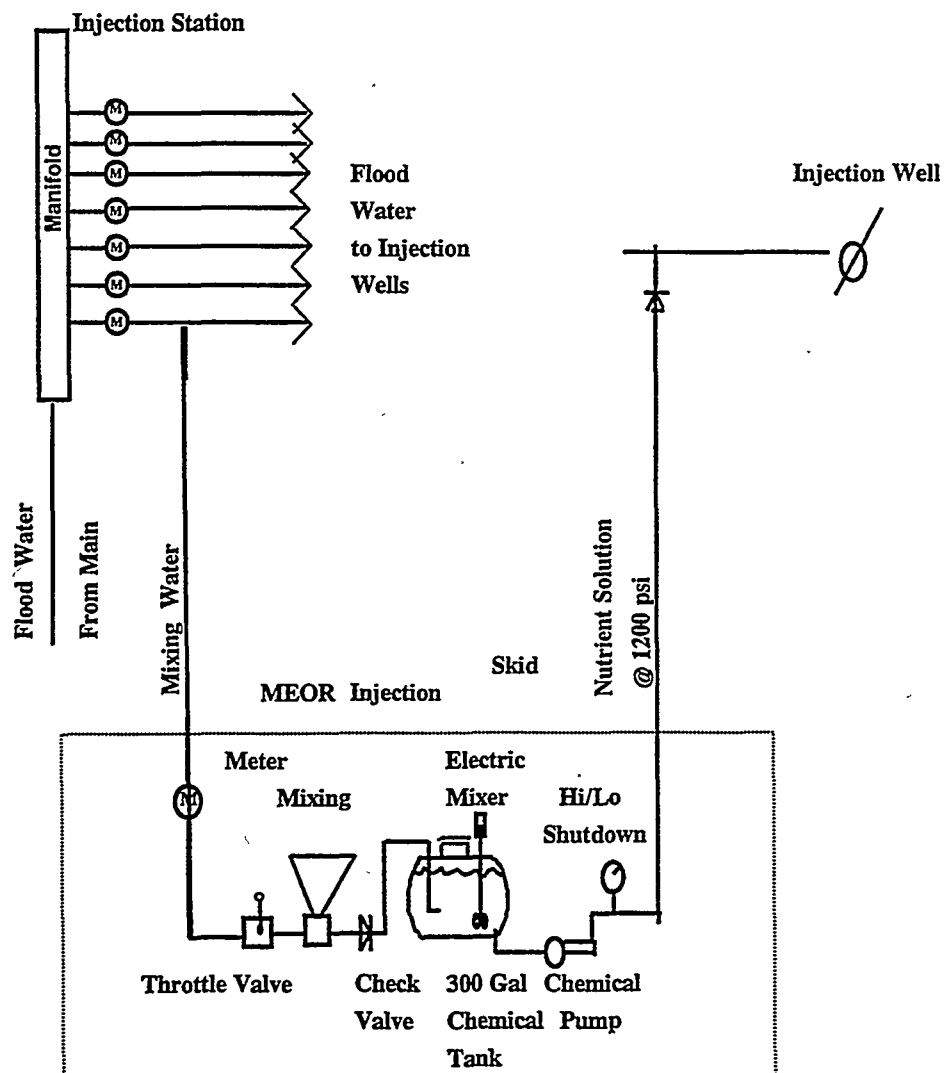 Injection Station
Manifold
M
M
M
M
M
M
M
Flood
Water
to Injection
Wells
Injection Well
Flood Water
From Main
Mixing Water
Nutrient Solution
@ 1200 psi
Skid
MEOR Injection
Meter
Mixing
M
Electric
Mixer
Hi/Lo
Shutdown
Throttle Valve
Check
Valve
300 Gal
Chemical
Tank
Chemical
Pump